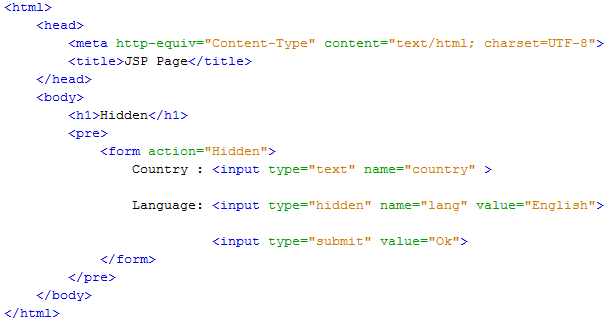 <html>
<head>
<meta http-equiv="Content-Type" content="text/html; charset=UTF-8">
<title>JSP Page</title>
</head>
<body>
<h1>Hidden</h1>
<pre>
<form action="Hidden">
Country : <input type="text" name="country" >
Language: <input type="hidden" name="lang" value="English">
<input type="submit" value="Ok">
</form>
</pre>
</body>
</html>